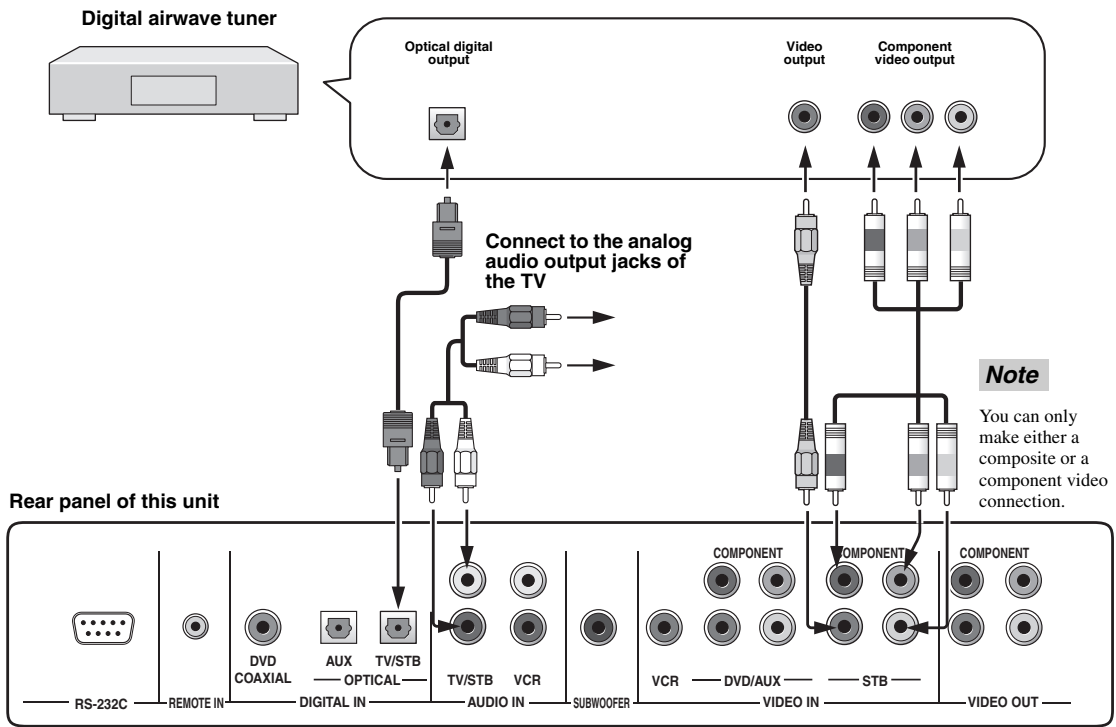 Digital airwave tuner
Optical digital
output
Video
output
Component
video output
Connect to the analog
audio output jacks of
the TV
Note
You can only
make either a
composite or a
component video
connection.
Rear panel of this unit
COMPONENT
COMPONENT
COMPONENT
DVD
COAXIAL
AUX
TV/STB
OPTICAL
TV/STB
VCR
VCR
DVD/AUX
STB
RS-232C
REMOTE IN
DIGITAL IN
AUDIO IN
SUBWOOFER
VIDEO IN
VIDEO OUT